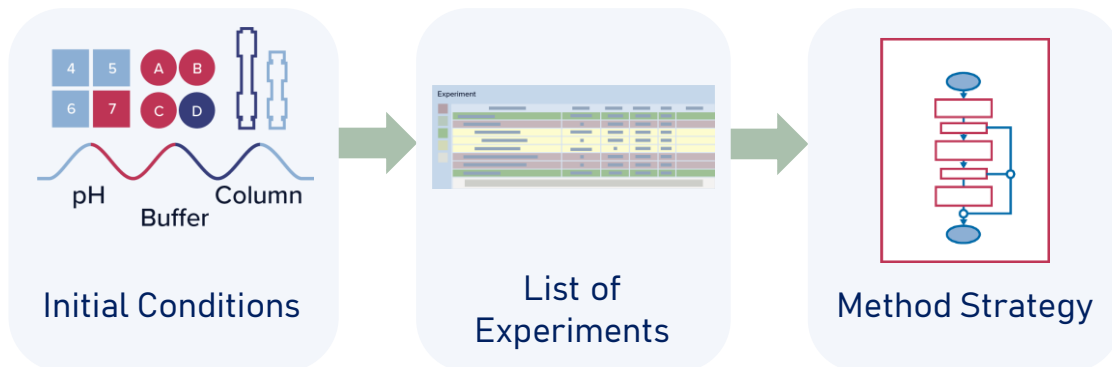 4 5
6 7
A B
C D
pH
Buffer
Column
Initial Conditions
Experiment
List of
Experiments
Method Strategy